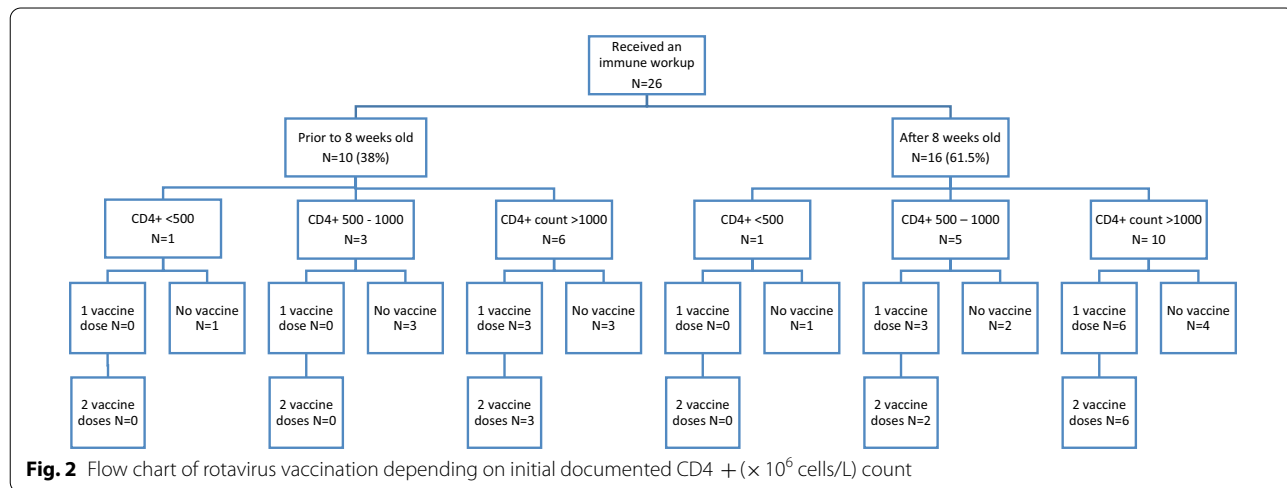 Received an
immune workup
N=26
Prior to 8 weeks old
N=10 (38%)
After 8 weeks old
N=16 (61.5%)
CD4+ <500
N=1
CD4+ 500 - 1000
N=3
CD4+ count >1000
N=6
CD4+ <500
N=1
CD4+ 500 – 1000
N=5
CD4+ count >1000
N= 10
1 vaccine
dose N=0
No vaccine
N=1
1 vaccine
dose N=0
No vaccine
N=3
1 vaccine
dose N=3
No vaccine
N=3
1 vaccine
dose N=0
No vaccine
N=1
1 vaccine
dose N=3
No vaccine
N=2
1 vaccine
dose N=6
No vaccine
N=4
2 vaccine
doses N=0
2 vaccine
doses N=0
2 vaccine
doses N=3
2 vaccine
doses N=0
2 vaccine
doses N=2
2 vaccine
doses N=6
Fig. 2 Flow chart of rotavirus vaccination depending on initial documented CD4 + (× 10⁶ cells/L) count